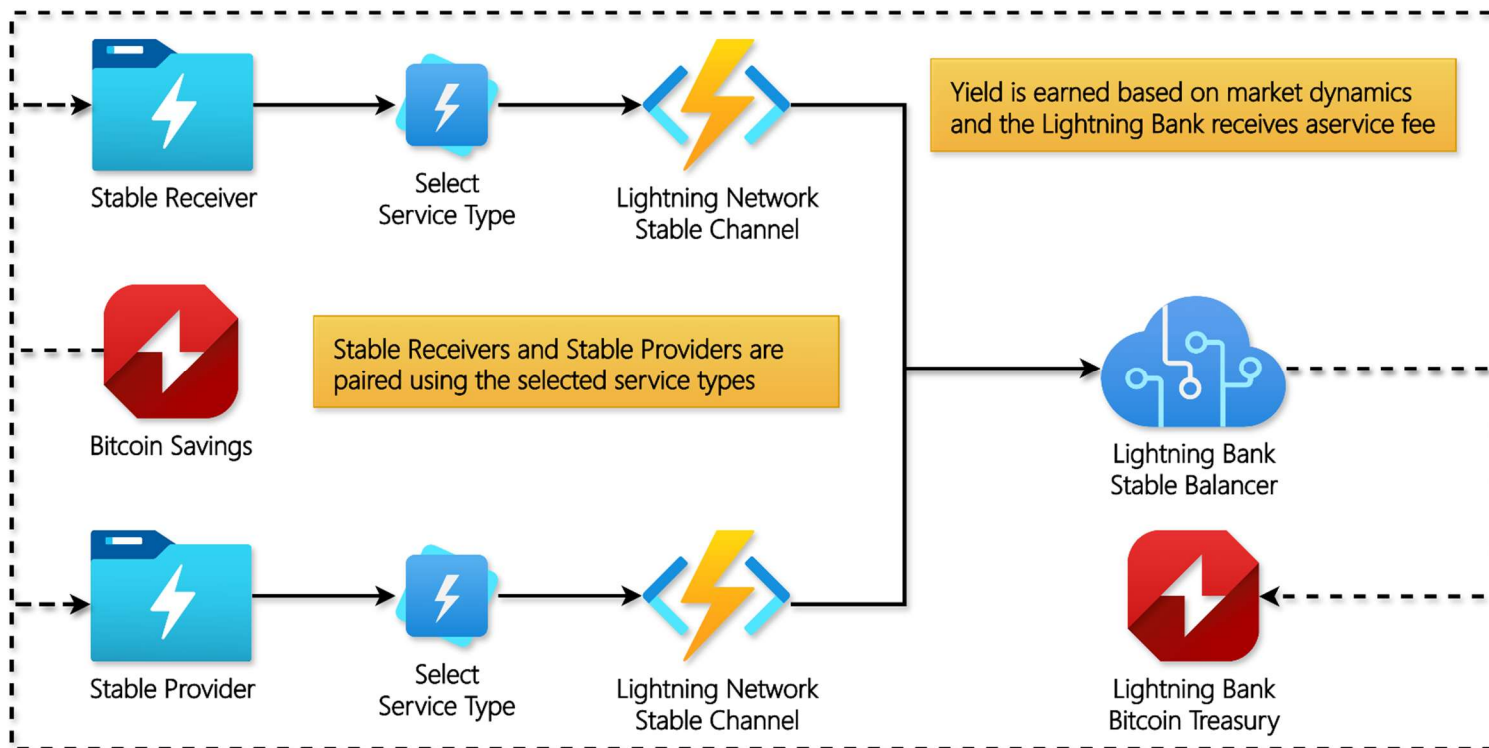 Stable Receiver
Select
Service Type
Lightning Network
Stable Channel
Yield is earned based on market dynamics
and the Lightning Bank receives aservice fee
Bitcoin Savings
Stable Receivers and Stable Providers are
paired using the selected service types
Lightning Bank
Stable Balancer
Stable Provider
Select
Service Type
Lightning Network
Stable Channel
Lightning Bank
Bitcoin Treasury